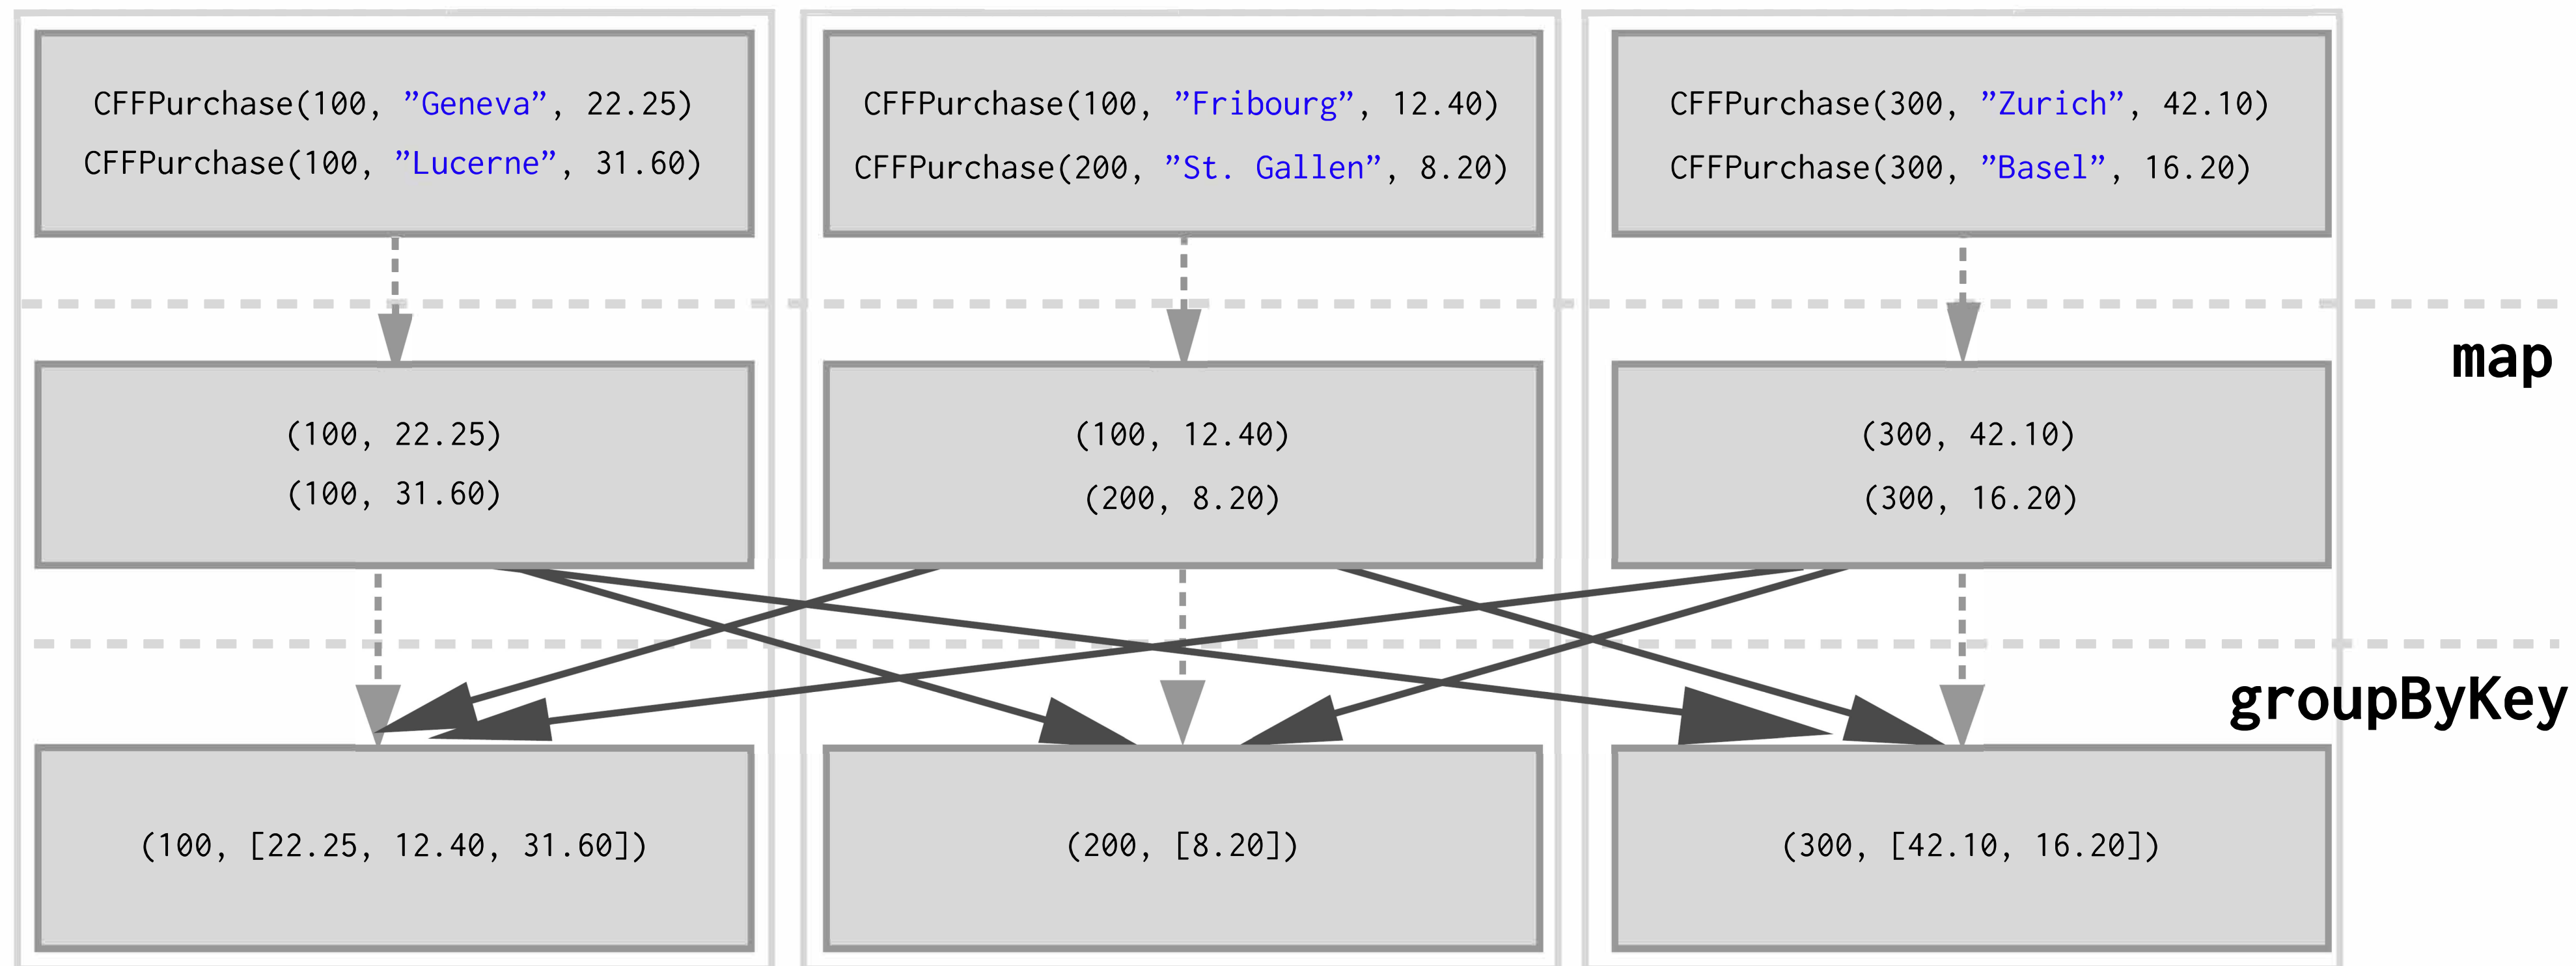 CFFPurchase(100, ”Geneva”, 22.25)
CFFPurchase(100, ”Lucerne”, 31.60)
CFFPurchase(100, ”Fribourg”, 12.40)
CFFPurchase(200, ”St. Gallen”, 8.20)
CFFPurchase(300, ”Zurich”, 42.10)
CFFPurchase(300, ”Basel”, 16.20)
map
(100, 22.25)
(100, 31.60)
(100, 12.40)
(200, 8.20)
(300, 42.10)
(300, 16.20)
groupByKey
(100, [22.25, 12.40, 31.60])
(200, [8.20])
(300, [42.10, 16.20])